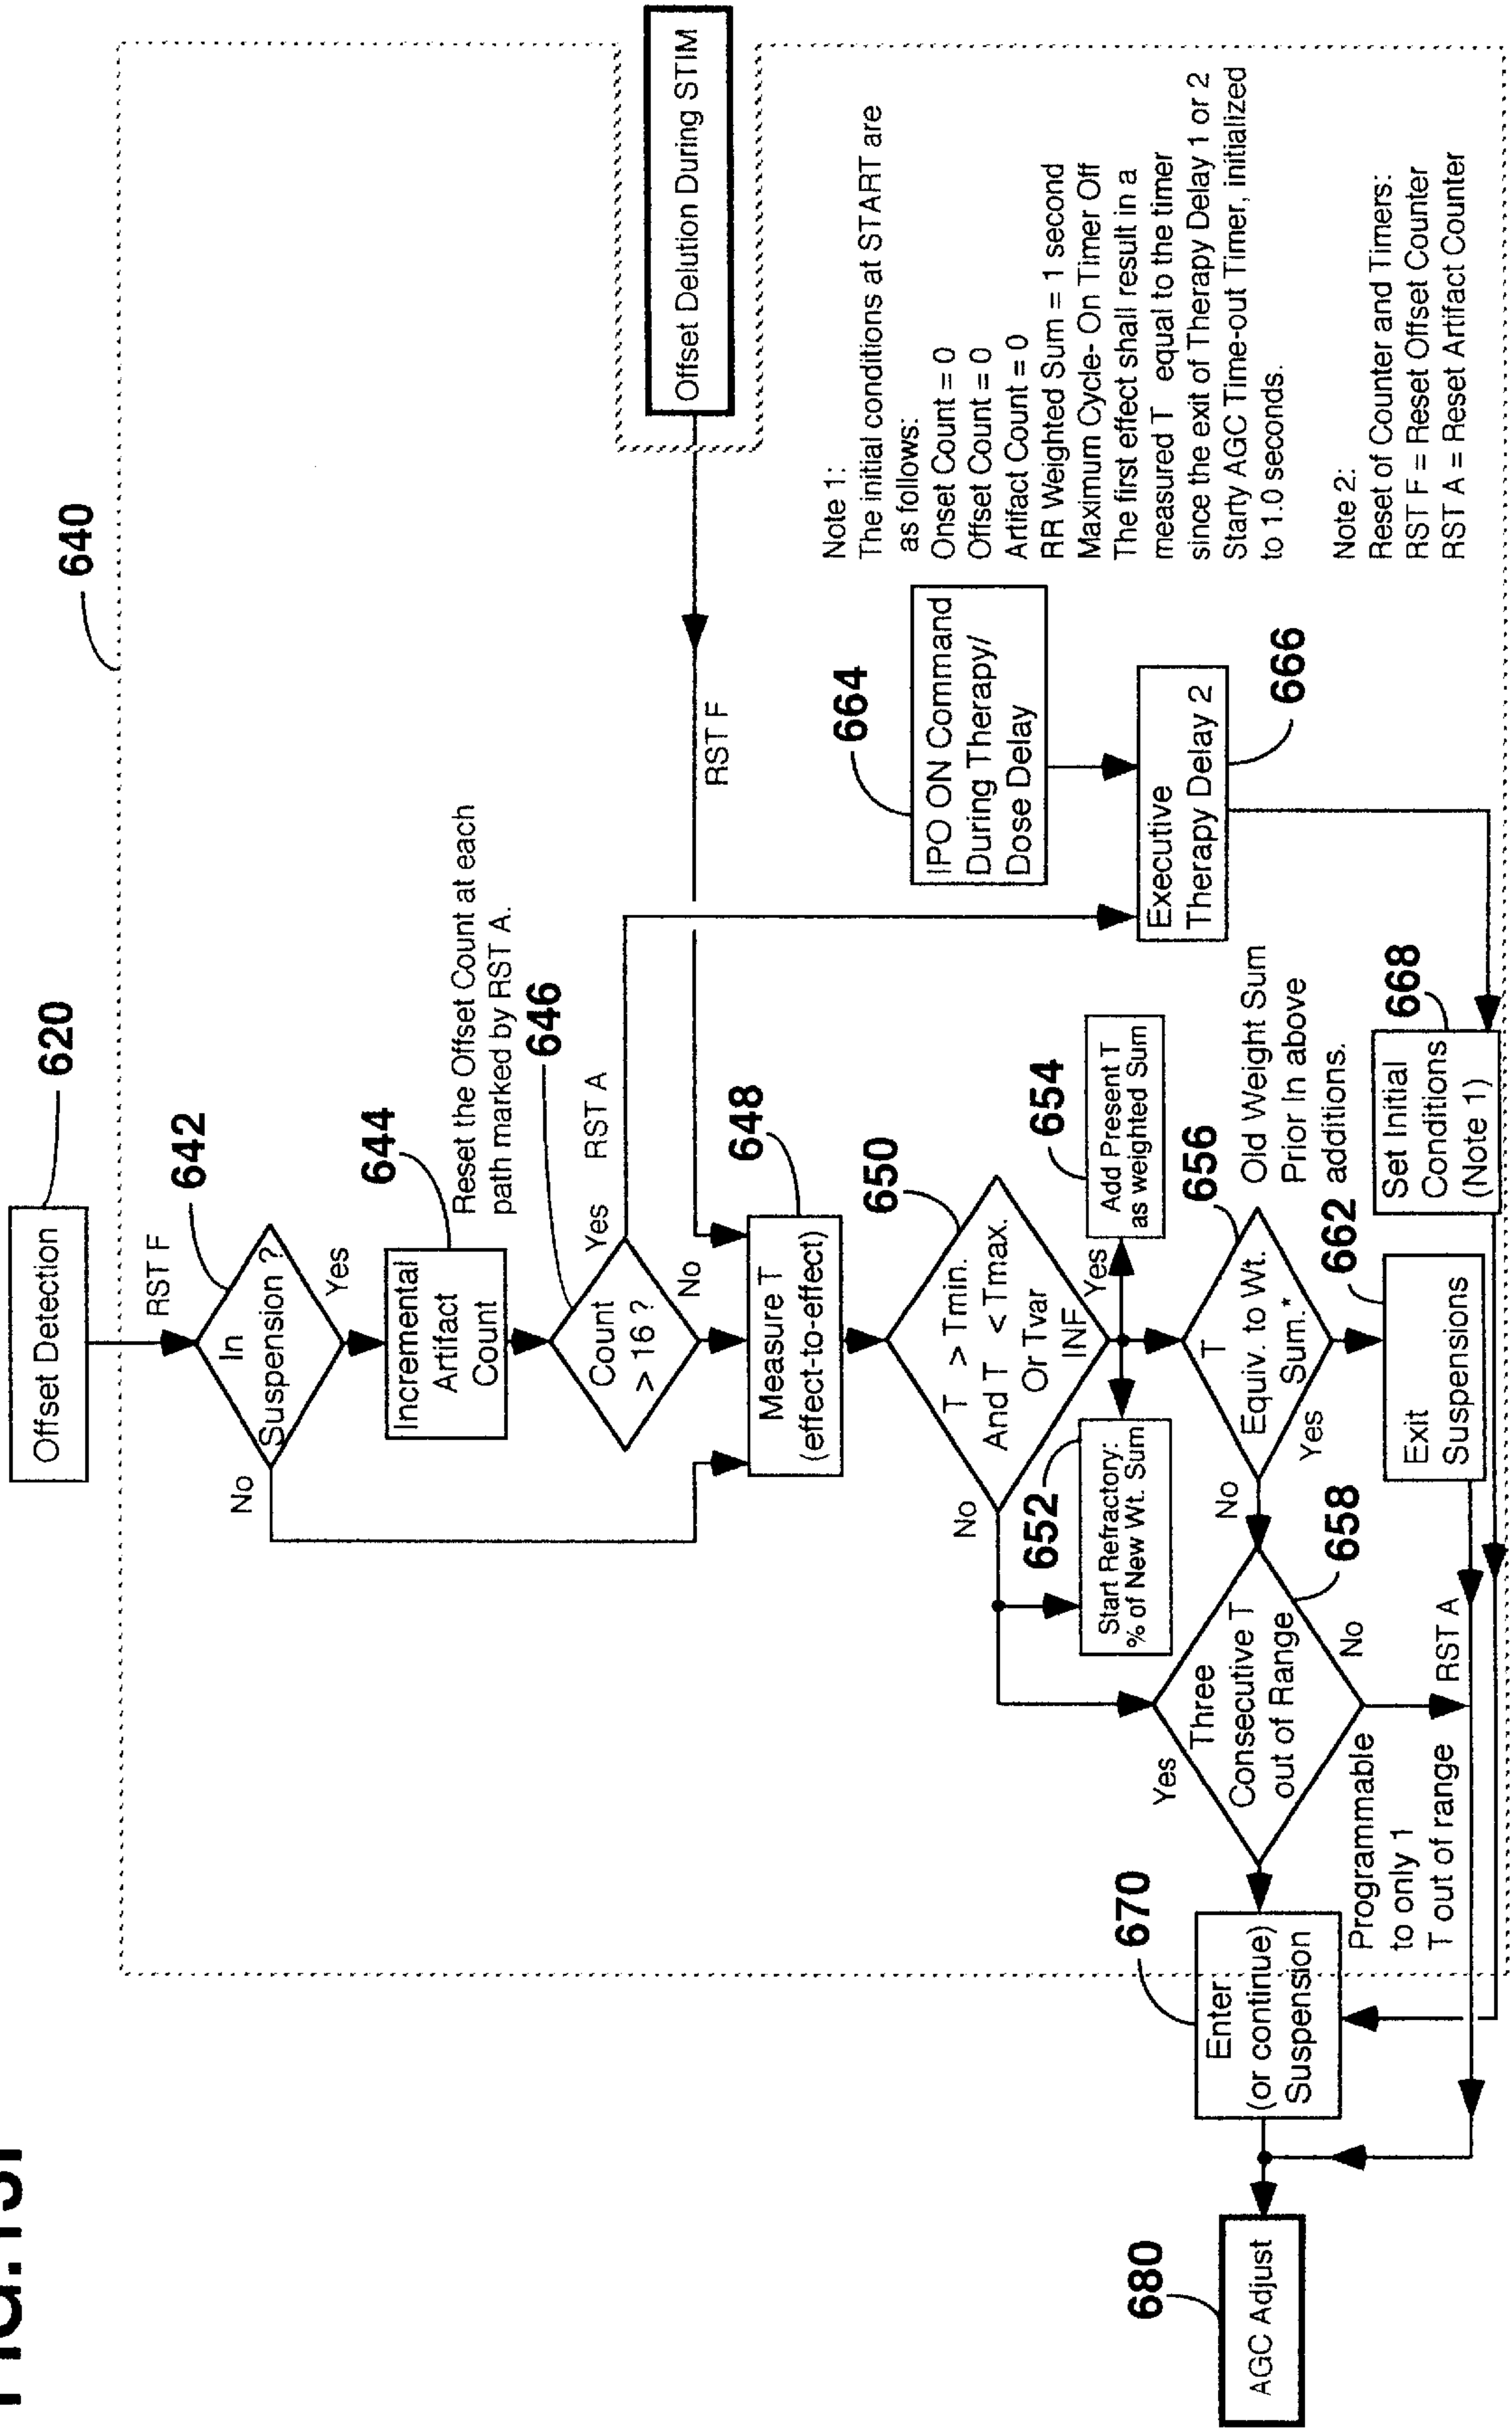 620
Offset Detection
RST F
640
642
In
Suspension ?
No
Yes
644
Incremental
Artifact
Count
Reset the Offset Count at each
path marked by RST A.
646
Count
> 16 ?
Yes
RST A
No
Offset Delution During STIM
RST F
648
Measure T
(effect-to-effect)
650
T > Tmin.
And T < Tmax.
Or Tvar
INF
No
Yes
652
Start Refractory:
% of New Wt. Sum
654
Add Present T
as weighted Sum
656
T
Equiv. to Wt.
Sum.*
No
Yes
Old Weight Sum
Prior In above
additions.
658
Three
Consecutive T
out of Range
Yes
No
Programmable
to only 1
T out of range
662
Exit
Suspensions
RST A
664
IPO ON Command
During Therapy/
Dose Delay
666
Executive
Therapy Delay 2
668
Set Initial
Conditions
(Note 1)
670
Enter
(or continue)
Suspension
680
AGC Adjust
Note 1:
The initial conditions at START are
as follows:
Onset Count = 0
Offset Count = 0
Artifact Count = 0
RR Weighted Sum = 1 second
Maximum Cycle- On Timer Off
The first effect shall result in a
measured T equal to the timer
since the exit of Therapy Delay 1 or 2
Starty AGC Time-out Timer, initialized
to 1.0 seconds.
Note 2:
Reset of Counter and Timers:
RST F = Reset Offset Counter
RST A = Reset Artifact Counter